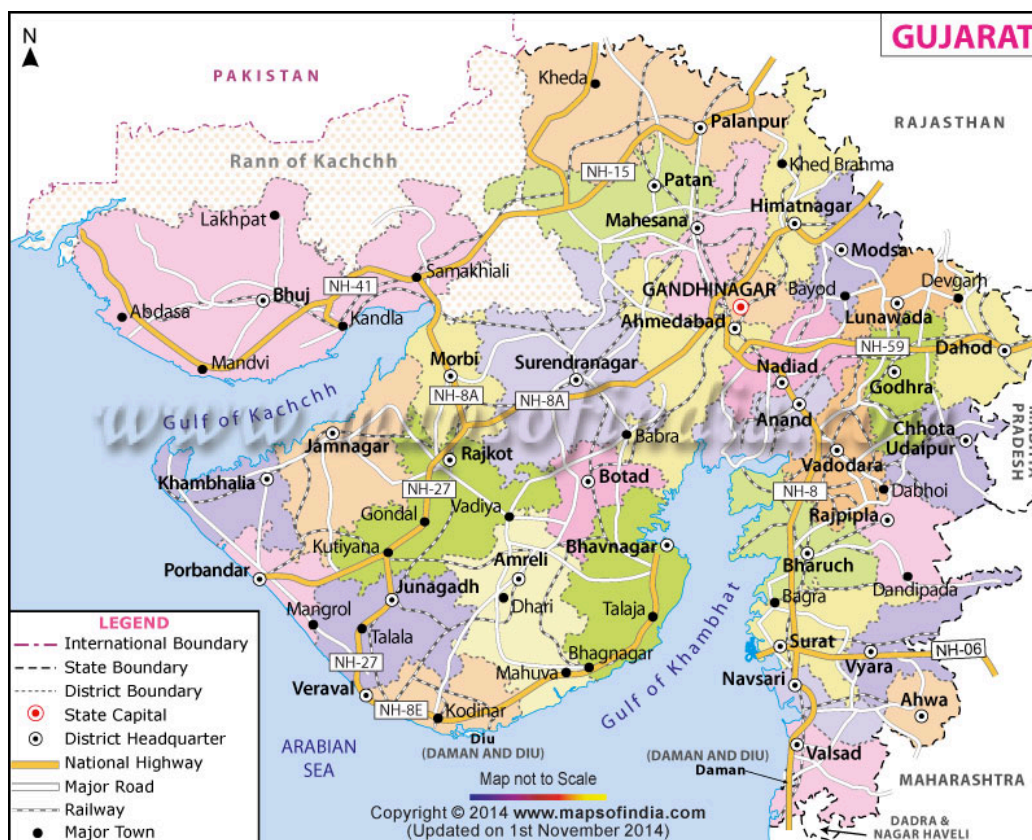 GUJARAT
N
PAKISTAN
Kheda
Palanpur
RAJASTHAN
Rann of Kachchh
NH-15
Khed Brahma
Patan
Lakhpat
Mahesana
Himatnagar
Modsa
Samakhiali
NH-41
Bhuj
GANDHINAGAR
Bayod
Devgarh
Abdasa
Kandla
Ahmedabad
Lunawada
NH-59
Dahod
Mandvi
Morbi
Surendranagar
Nadiad
Godhra
NH-8A
NH-8A
Gulf of Kachchh
Anand
Chhota
Udaipur
PRADESH
www.mapsofindia.com
Jamnagar
Babra
Rajkot
Vadodara
Khambhalia
NH-27
Botad
NH-8
Dabhoi
Gondal
Vadiya
Rajpipla
Kutiyana
Amreli
Bhavnagar
Bharuch
Porbandar
Junagadh
Dandipada
Mangrol
Dhari
Talaja
Bagra
Talala
Gulf of Khambhat
Surat
NH-06
NH-27
Bhagnagar
Vyara
Mahuva
Navsari
Veraval
NH-8E
Kodinar
Ahwa
Diu
(DAMAN AND DIU)
ARABIAN
SEA
(DAMAN AND DIU)
Daman
Valsad
MAHARASHTRA
DADRA &
NAGAR HAVELI
LEGEND
International Boundary
State Boundary
District Boundary
State Capital
District Headquarter
National Highway
Major Road
Railway
Major Town
Map not to Scale
Copyright © 2014 www.mapsofindia.com
(Updated on 1st November 2014)